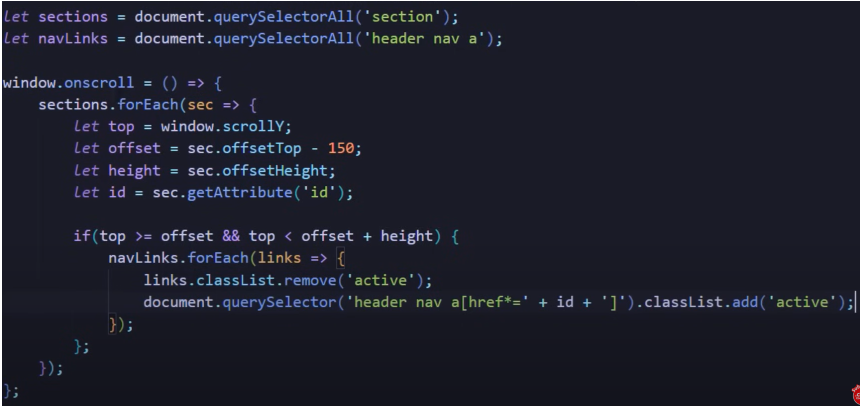 let sections = document.querySelectorAll('section');
let navLinks = document.querySelectorAll('header nav a');

window.onscroll = () => {
    sections.forEach(sec => {
        let top = window.scrollY;
        let offset = sec.offsetTop - 150;
        let height = sec.offsetHeight;
        let id = sec.getAttribute('id');

        if(top >= offset && top < offset + height) {
            navLinks.forEach(links => {
                links.classList.remove('active');
                document.querySelector('header nav a[href*=' + id + ']').classList.add('active');
            });
        };
    });
};